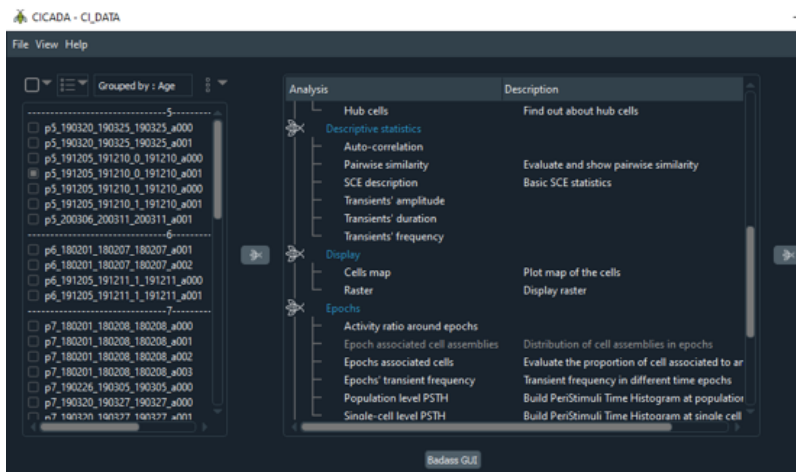 CICADA - CI_DATA
File View Help
Grouped by : Age
5
p5_190320_190325_190325_a000
p5_190320_190325_190325_a001
p5_191205_191210_0_191210_a000
p5_191205_191210_0_191210_a001
p5_191205_191210_1_191210_a000
p5_191205_191210_1_191210_a001
p5_200306_200311_200311_a001
6
p6_180201_180207_180207_a001
p6_180201_180207_180207_a002
p6_191205_191211_1_191211_a000
p6_191205_191211_1_191211_a001
7
p7_180201_180208_180208_a000
p7_180201_180208_180208_a001
p7_180201_180208_180208_a002
p7_180201_180208_180208_a003
p7_190226_190305_190305_a000
p7_190320_190327_190327_a000
p7_190320_190327_190327_a001
Analysis Description
Hub cells Find out about hub cells
Descriptive statistics
Auto-correlation
Pairwise similarity Evaluate and show pairwise similarity
SCE description Basic SCE statistics
Transients' amplitude
Transients' duration
Transients' frequency
Display
Cells map Plot map of the cells
Raster Display raster
Epochs
Activity ratio around epochs
Epoch associated cell assemblies Distribution of cell assemblies in epochs
Epochs associated cells Evaluate the proportion of cell associated to ar
Epochs' transient frequency Transient frequency in different time epochs
Population level PSTH Build PeriStimuli Time Histogram at population
Single-cell level PSTH Build PeriStimuli Time Histogram at single cell
Badass GUI